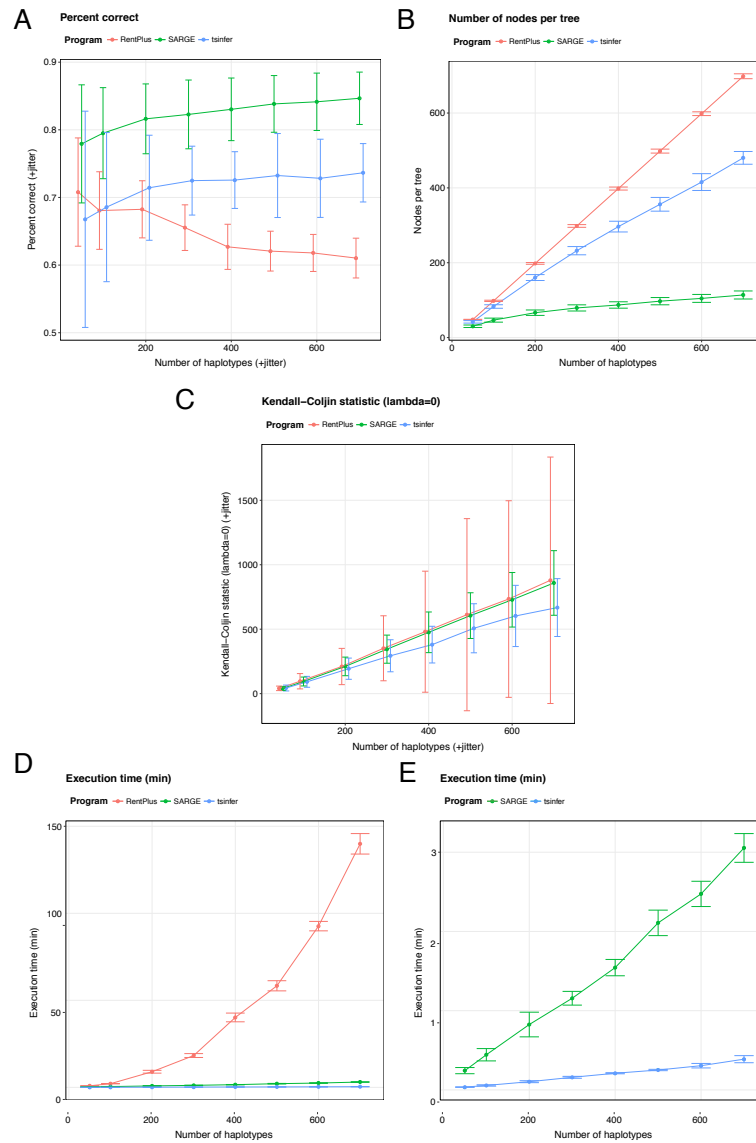 A
Percent correct
Program RentPlus SARGE tsinfer
0.9
0.8
0.7
0.6
0.5
Percent correct (+jitter)
200 400 600
Number of haplotypes (+jitter)
B
Number of nodes per tree
Program RentPlus SARGE tsinfer
600
400
200
0
Nodes per tree
0 200 400 600
Number of haplotypes
C
Kendall−Coljin statistic (lambda=0)
Program RentPlus SARGE tsinfer
1500
1000
500
0
Kendall−Coljin statistic (lambda=0) (+jitter)
200 400 600
Number of haplotypes (+jitter)
D
Execution time (min)
Program RentPlus SARGE tsinfer
150
100
50
0
Execution time (min)
0 200 400 600
Number of haplotypes
E
Execution time (min)
Program SARGE tsinfer
3
2
1
0
Execution time (min)
0 200 400 600
Number of haplotypes